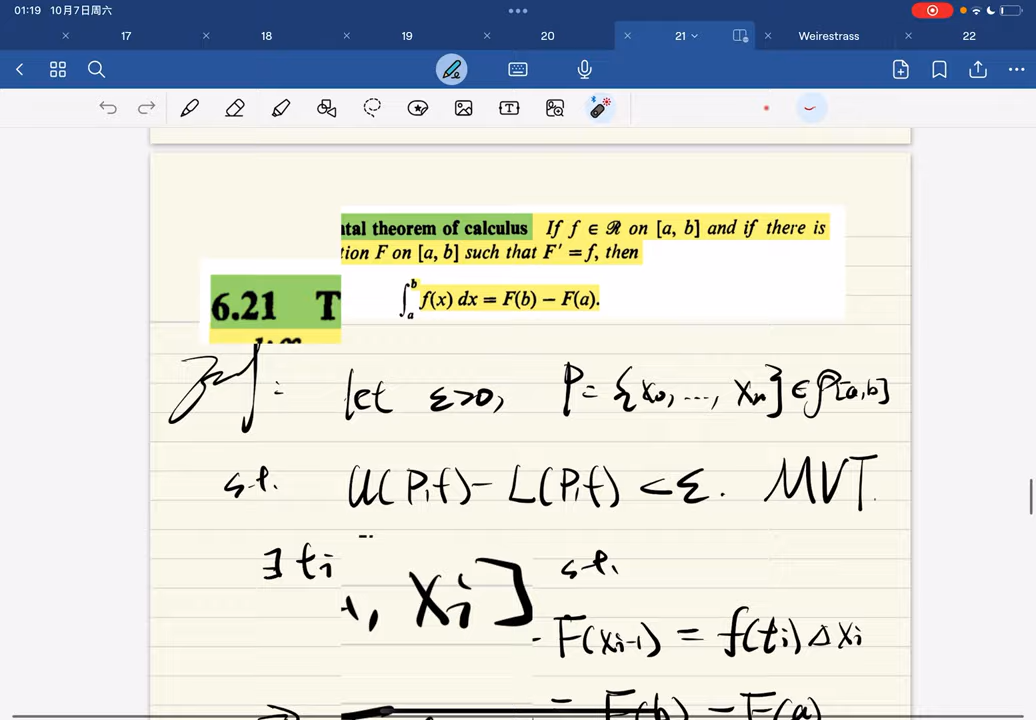 01:19 10月7日周六
17 18 19 20 21 Weirestrass 22
tal theorem of calculus If f ∈ ℛ on [a, b] and if there is
tion F on [a, b] such that F' = f, then
6.21 T
∫_a^b f(x) dx = F(b) − F(a).
let ε>0, P = {x₀, ..., xₙ} ∈ 𝒫[a,b]
s.t. U(P,f) - L(P,f) < ε. MVT.
∃ tᵢ , xᵢ] s.t.
- F(xᵢ₋₁) = f(tᵢ) Δxᵢ
= F(b) - F(a)